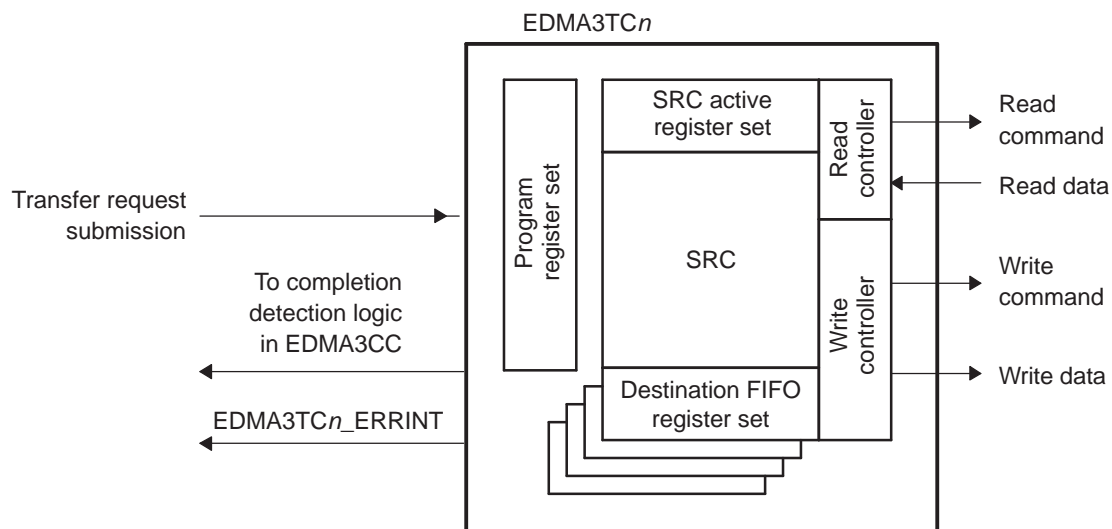 EDMA3TCn
SRC active
register set
Read
controller
Read
command
Read data
Transfer request
submission
Program
register set
SRC
To completion
detection logic
in EDMA3CC
Write
controller
Write
command
Write data
Destination FIFO
register set
EDMA3TCn_ERRINT